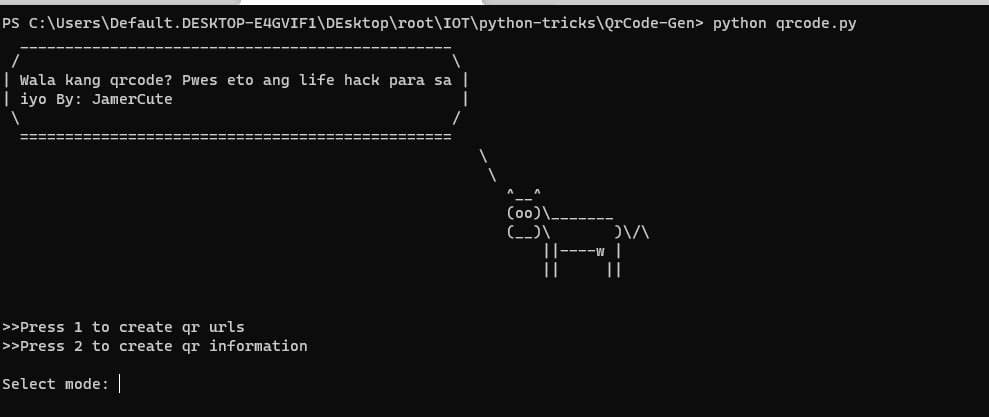 PS C:\Users\Default.DESKTOP-E4GVIF1\DEsktop\root\IOT\python-tricks\QrCode-Gen> python qrcode.py
  ________________________________________________
 /                                                \
| Wala kang qrcode? Pwes eto ang life hack para sa |
| iyo By: JamerCute                                |
 \                                                /
  ================================================
                                                     \
                                                      \
                                                        ^__^
                                                        (oo)\_______
                                                        (__)\       )\/\
                                                            ||----w |
                                                            ||     ||
>>Press 1 to create qr urls
>>Press 2 to create qr information
Select mode: